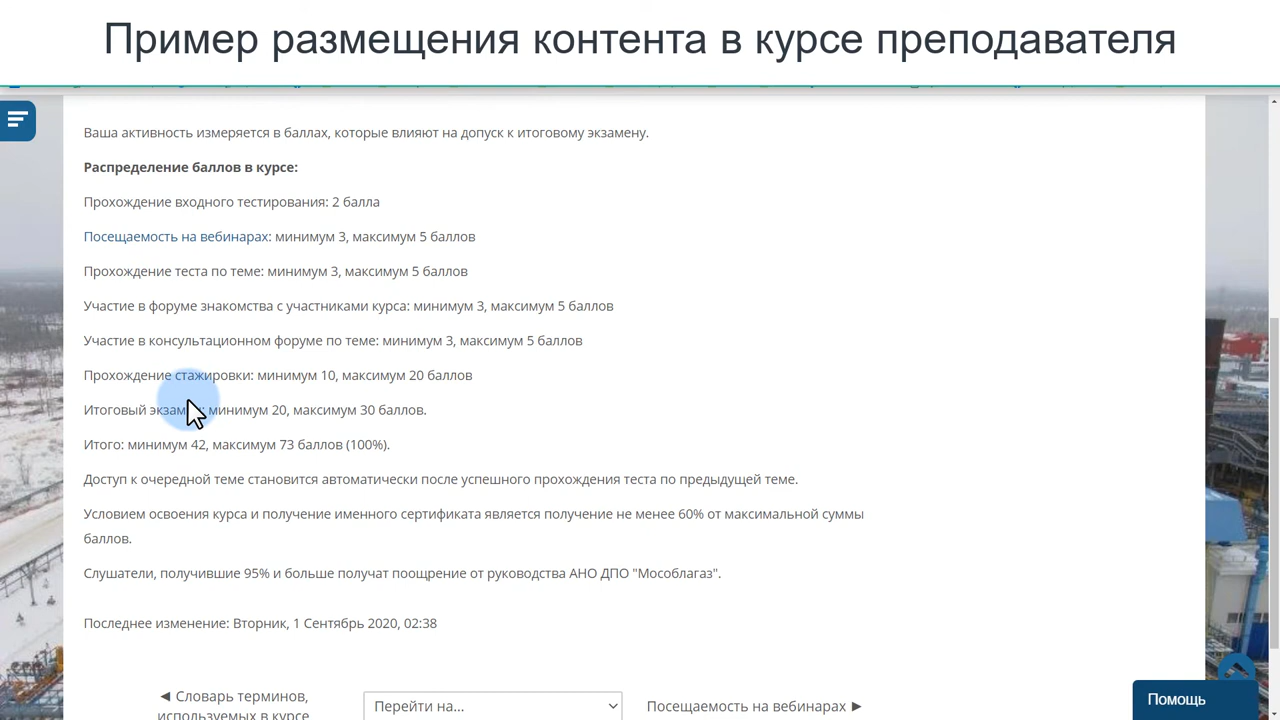 Пример размещения контента в курсе преподавателя
Ваша активность измеряется в баллах, которые влияют на допуск к итоговому экзамену.
Распределение баллов в курсе:
Прохождение входного тестирования: 2 балла
Посещаемость на вебинарах: минимум 3, максимум 5 баллов
Прохождение теста по теме: минимум 3, максимум 5 баллов
Участие в форуме знакомства с участниками курса: минимум 3, максимум 5 баллов
Участие в консультационном форуме по теме: минимум 3, максимум 5 баллов
Прохождение стажировки: минимум 10, максимум 20 баллов
Итоговый экзамен: минимум 20, максимум 30 баллов.
Итого: минимум 42, максимум 73 баллов (100%).
Доступ к очередной теме становится автоматически после успешного прохождения теста по предыдущей теме.
Условием освоения курса и получение именного сертификата является получение не менее 60% от максимальной суммы
баллов.
Слушатели, получившие 95% и больше получат поощрение от руководства АНО ДПО "Мособлагаз".
Последнее изменение: Вторник, 1 Сентябрь 2020, 02:38
◄ Словарь терминов,
используемых в курсе
Перейти на...
Посещаемость на вебинарах ►
Помощь